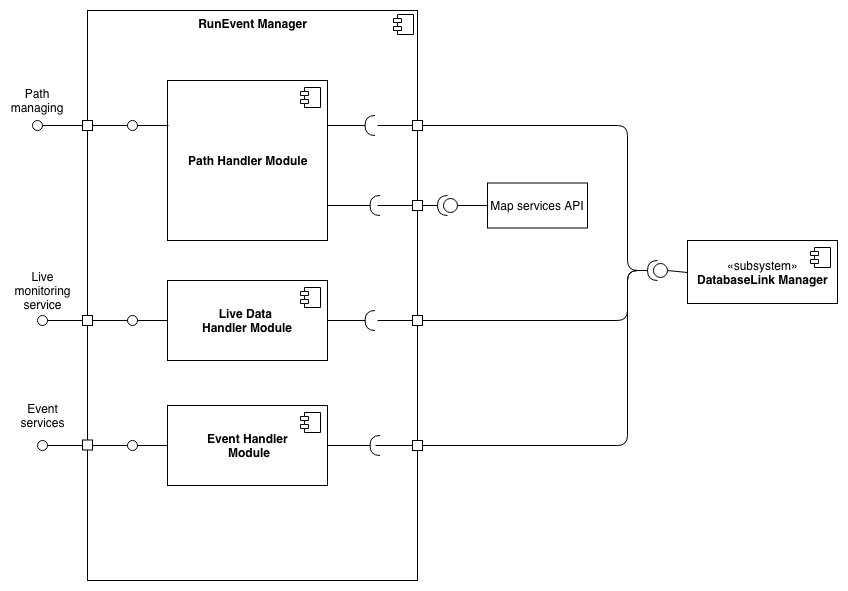 RunEvent Manager
Path
managing
Path Handler Module
Map services API
Live
monitoring
service
Live Data
Handler Module
«subsystem»
DatabaseLink Manager
Event
services
Event Handler
Module